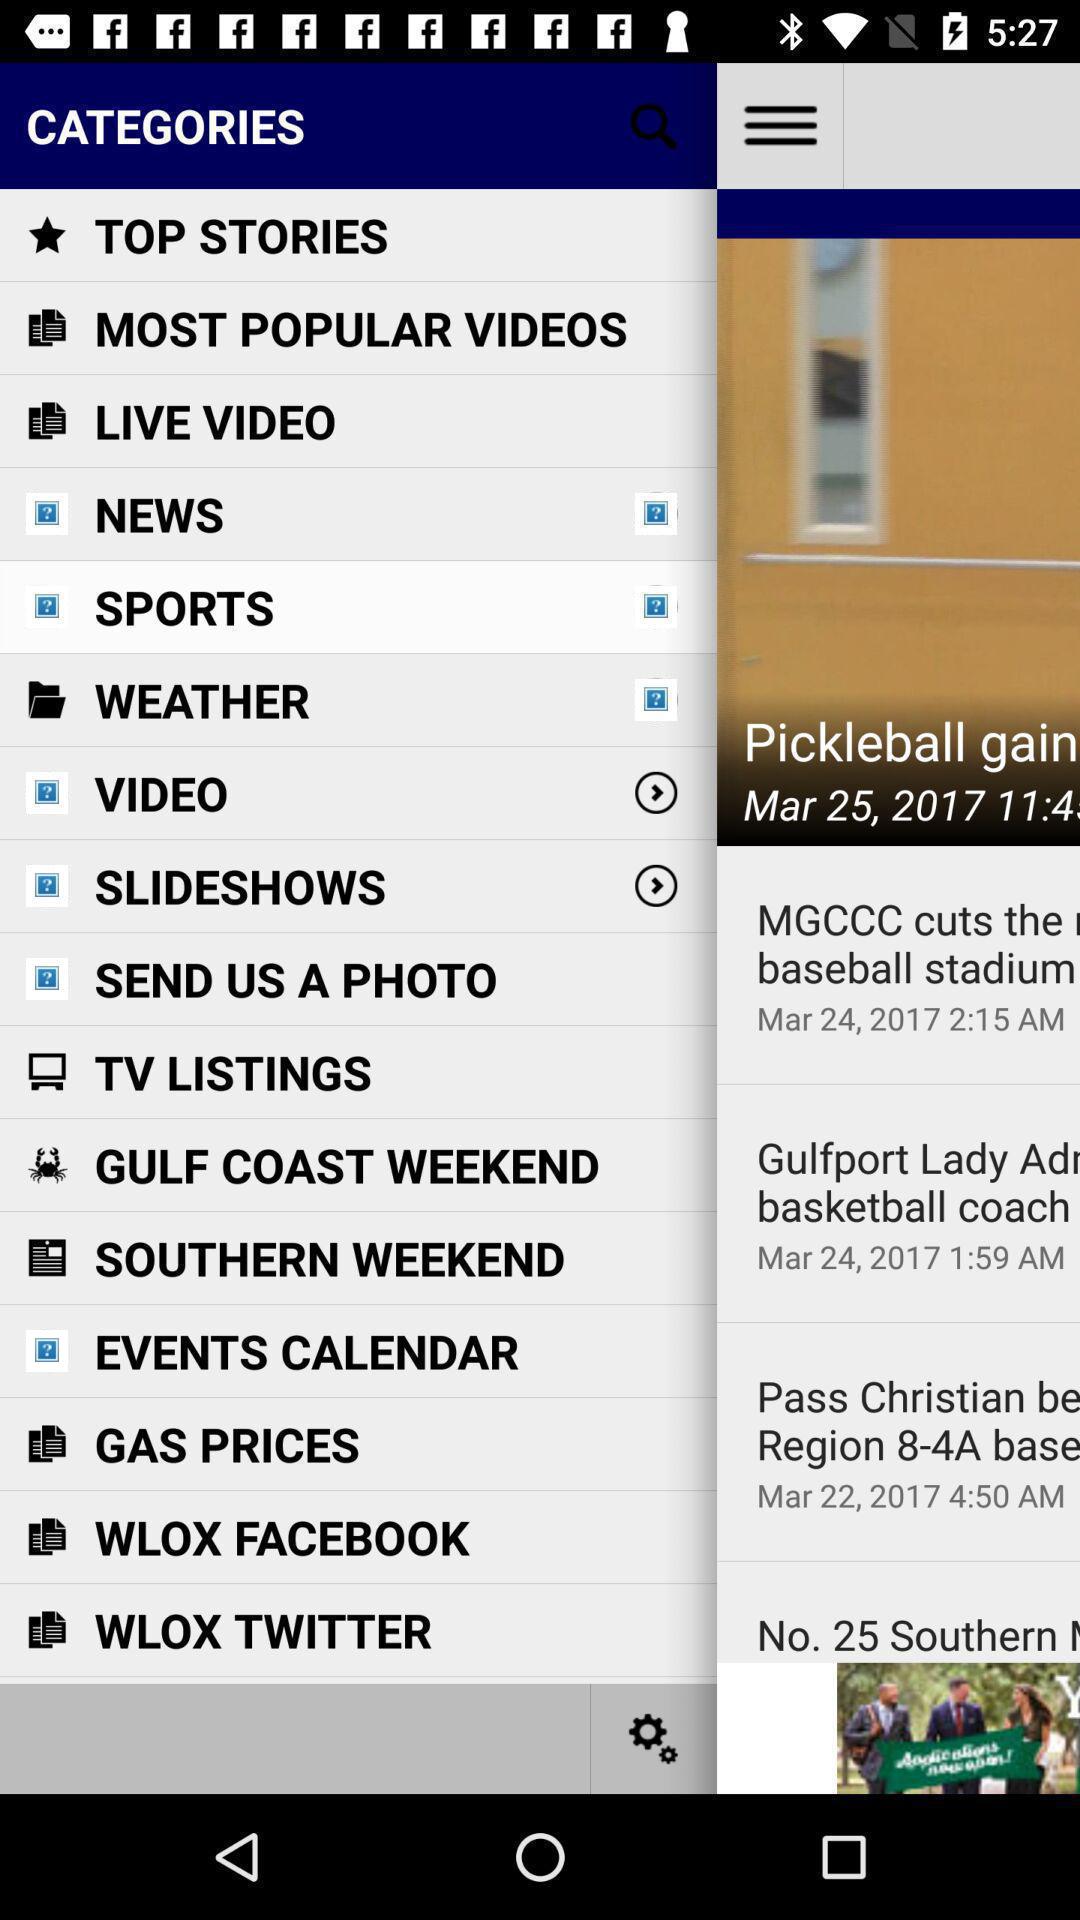 5:27
CATEGORIES
TOP STORIES
MOST POPULAR VIDEOS
LIVE VIDEO
NEWS
SPORTS
WEATHER
VIDEO
SLIDESHOWS
SEND US A PHOTO
TV LISTINGS
GULF COAST WEEKEND
SOUTHERN WEEKEND
EVENTS CALENDAR
GAS PRICES
WLOX FACEBOOK
WLOX TWITTER
Pickleball gain
Mar 25, 2017 11:45
MGCCC cuts the r
baseball stadium
Mar 24, 2017 2:15 AM
Gulfport Lady Adm
basketball coach
Mar 24, 2017 1:59 AM
Pass Christian be
Region 8-4A base
Mar 22, 2017 4:50 AM
No. 25 Southern M
Y
Applications
now open!